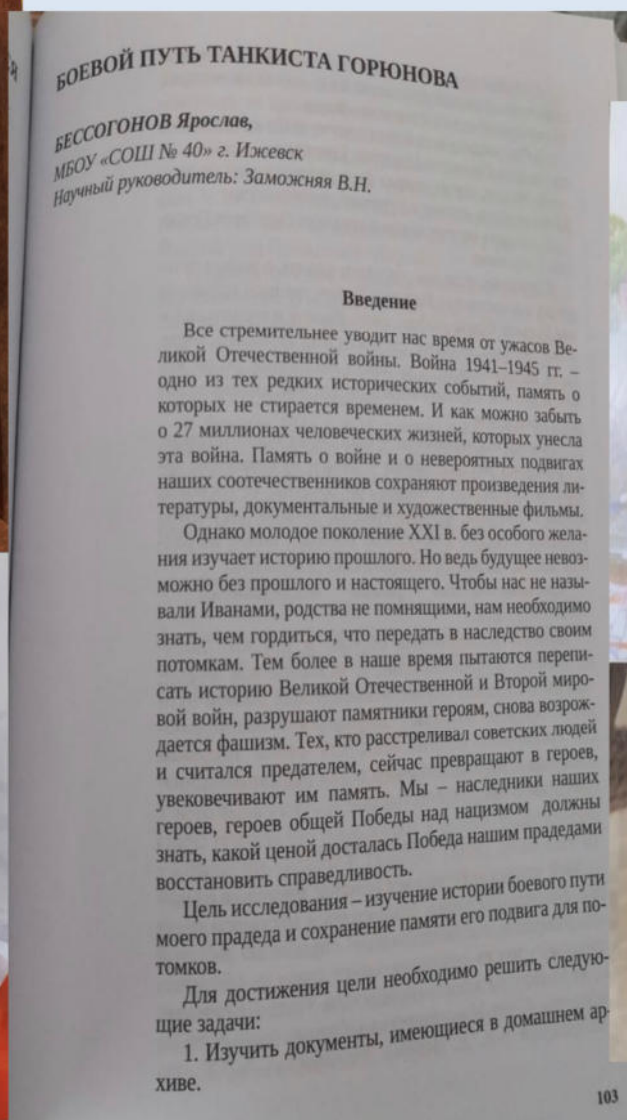 БОЕВОЙ ПУТЬ ТАНКИСТА ГОРЮНОВА
БЕССОГОНОВ Ярослав,
МБОУ «СОШ № 40» г. Ижевск
Научный руководитель: Заможняя В.Н.
Введение
Все стремительнее уводит нас время от ужасов Ве-
ликой Отечественной войны. Война 1941–1945 гг. –
одно из тех редких исторических событий, память о
которых не стирается временем. И как можно забыть
о 27 миллионах человеческих жизней, которых унесла
эта война. Память о войне и о невероятных подвигах
наших соотечественников сохраняют произведения ли-
тературы, документальные и художественные фильмы.
Однако молодое поколение XXI в. без особого жела-
ния изучает историю прошлого. Но ведь будущее невоз-
можно без прошлого и настоящего. Чтобы нас не назы-
вали Иванами, родства не помнящими, нам необходимо
знать, чем гордиться, что передать в наследство своим
потомкам. Тем более в наше время пытаются перепи-
сать историю Великой Отечественной и Второй миро-
вой войн, разрушают памятники героям, снова возрож-
дается фашизм. Тех, кто расстреливал советских людей
и считался предателем, сейчас превращают в героев,
увековечивают им память. Мы – наследники наших
героев, героев общей Победы над нацизмом должны
знать, какой ценой досталась Победа нашим прадедами
восстановить справедливость.
Цель исследования – изучение истории боевого пути
моего прадеда и сохранение памяти его подвига для по-
томков.
Для достижения цели необходимо решить следую-
щие задачи:
1. Изучить документы, имеющиеся в домашнем ар-
хиве.
103